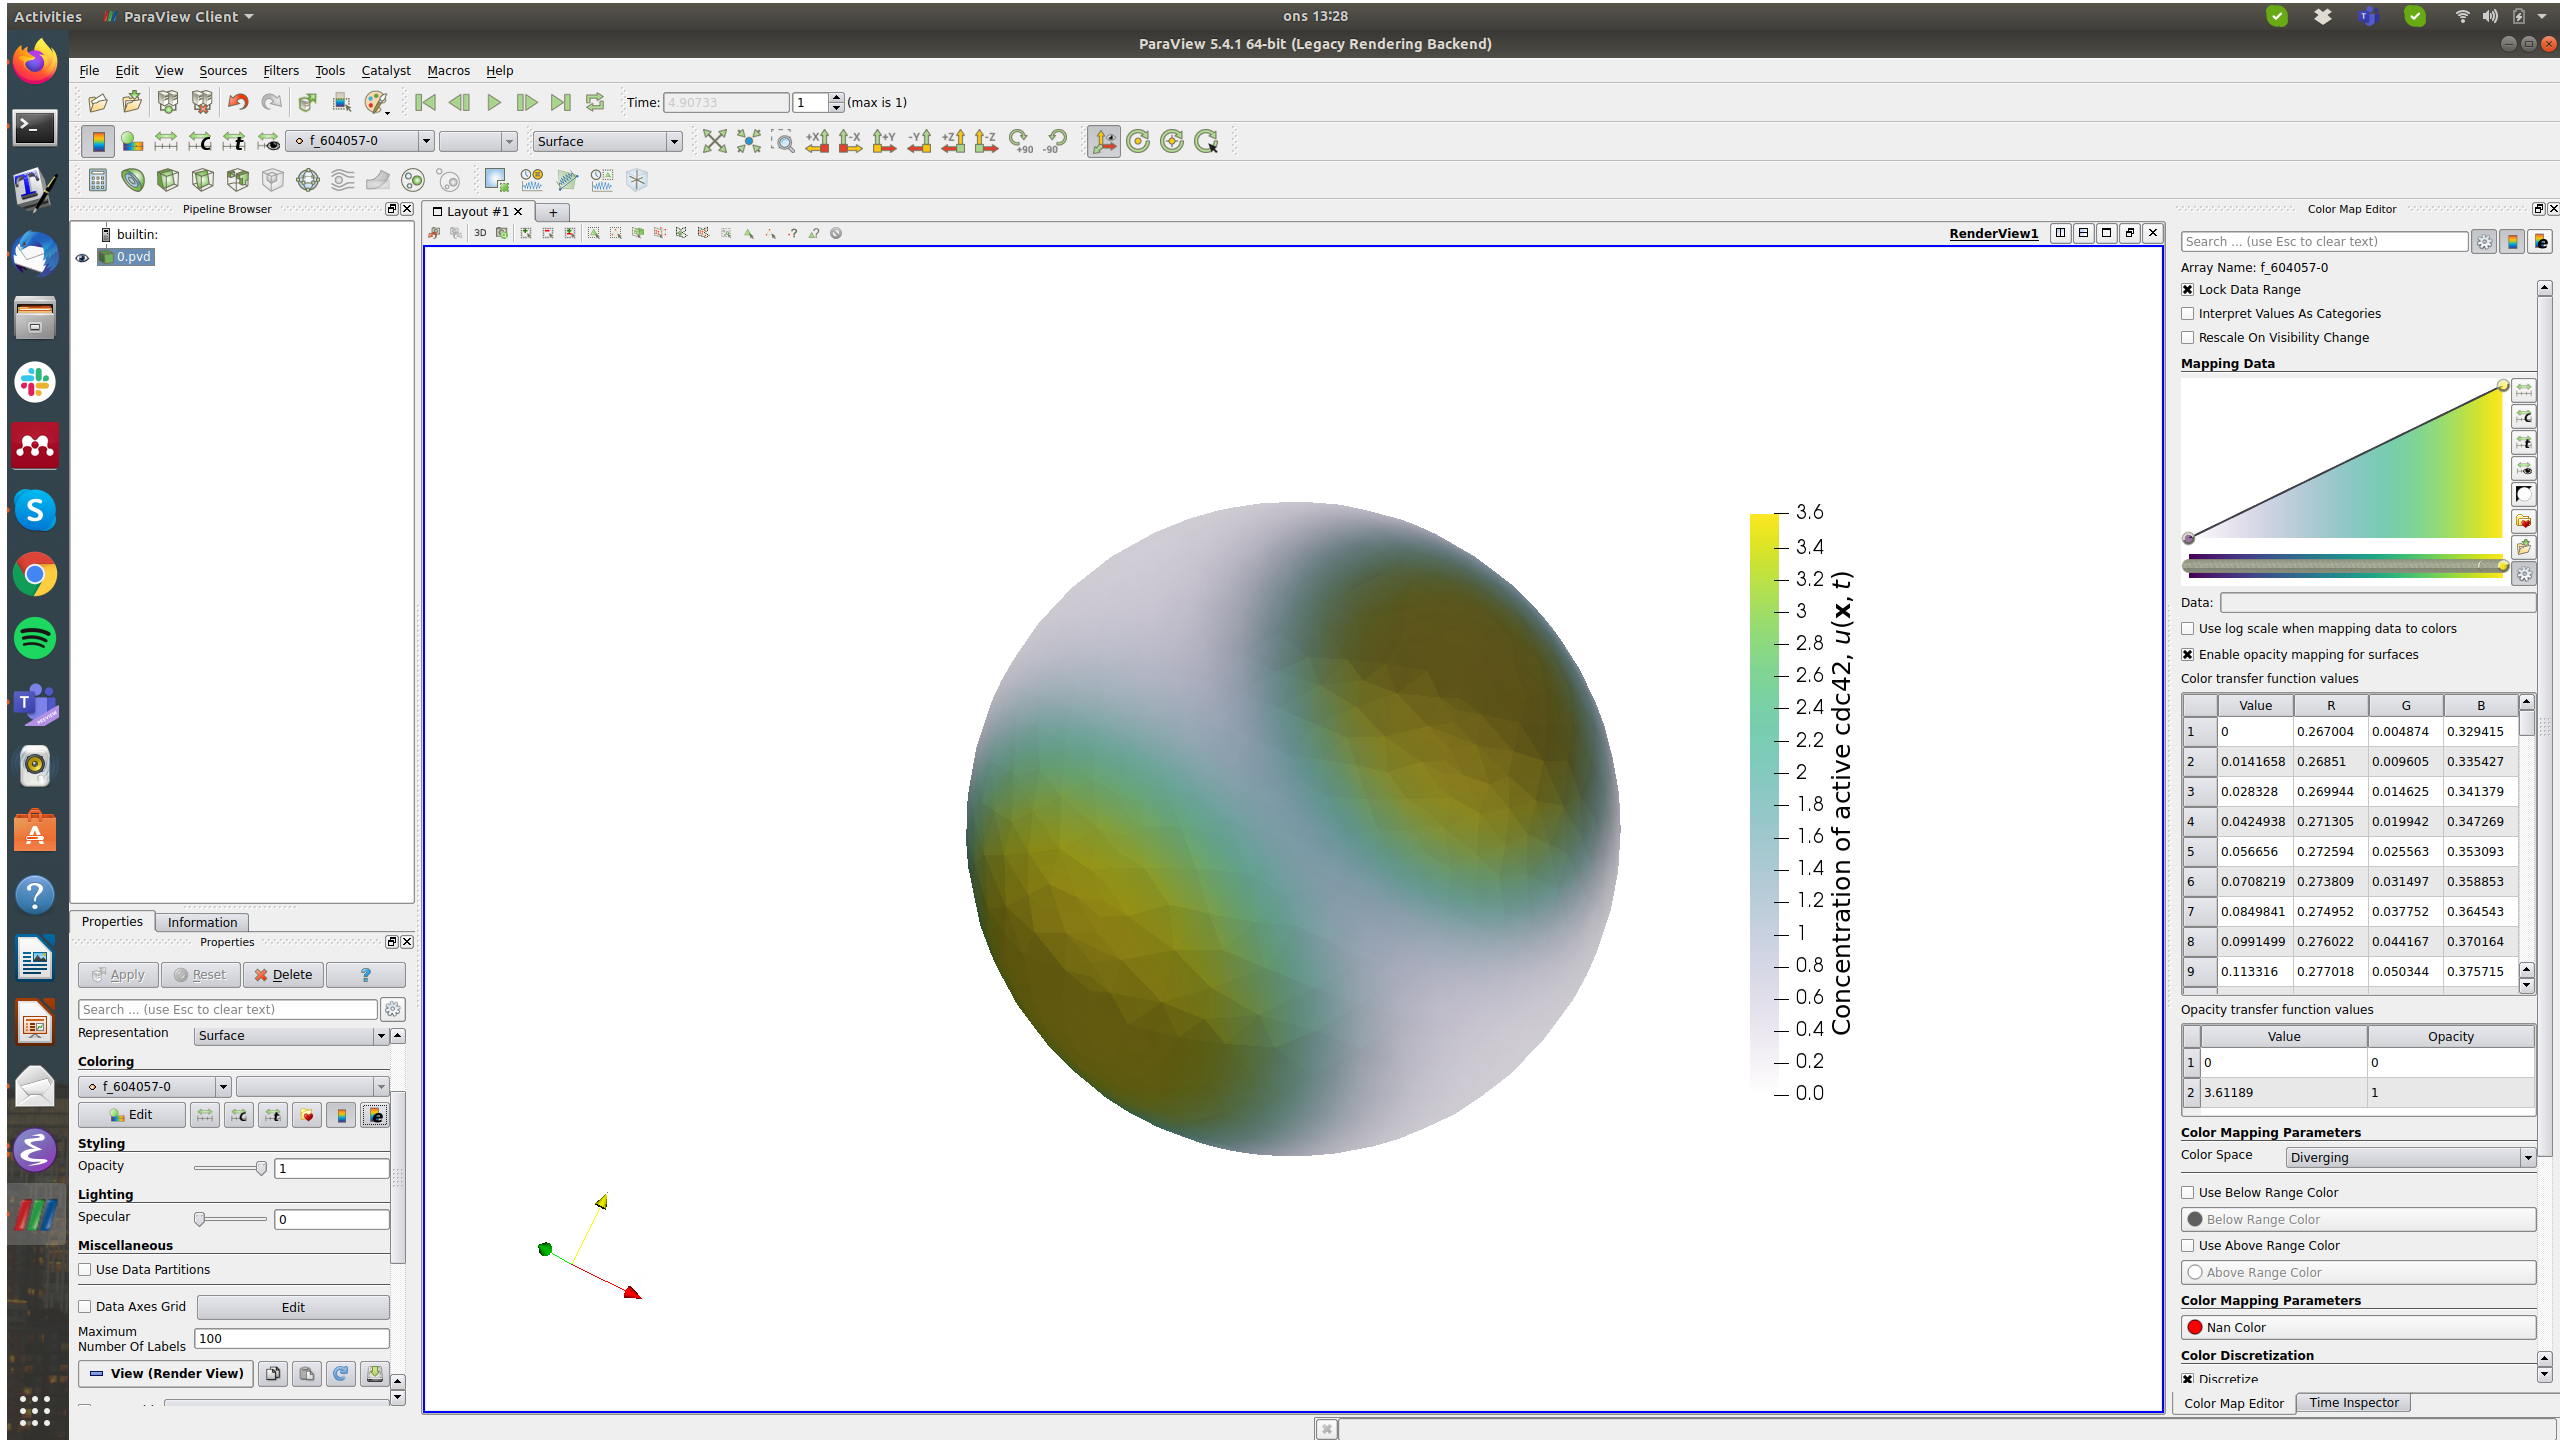 Activities ParaView Client ons 13:28
ParaView 5.4.1 64-bit (Legacy Rendering Backend)
File Edit View Sources Filters Tools Catalyst Macros Help
Time: 4.90733 1 (max is 1)
f_604057-0 Surface
+X -X +Y -Y +Z -Z +90 -90
Pipeline Browser
builtin:
0.pvd
Layout #1 +
3D RenderView1
3.6
3.4
3.2
3
2.8
2.6
2.4
2.2
2
1.8
1.6
1.4
1.2
1
0.8
0.6
0.4
0.2
0.0
Concentration of active cdc42, u(x, t)
Properties Information
Properties
Apply Reset Delete ?
Search ... (use Esc to clear text)
Representation Surface
Coloring
f_604057-0
Edit
Styling
Opacity 1
Lighting
Specular 0
Miscellaneous
Use Data Partitions
Data Axes Grid Edit
Maximum
Number Of Labels 100
View (Render View)
Color Map Editor
Search ... (use Esc to clear text)
Array Name: f_604057-0
Lock Data Range
Interpret Values As Categories
Rescale On Visibility Change
Mapping Data
Data:
Use log scale when mapping data to colors
Enable opacity mapping for surfaces
Color transfer function values
Value R G B
1 0 0.267004 0.004874 0.329415
2 0.0141658 0.26851 0.009605 0.335427
3 0.028328 0.269944 0.014625 0.341379
4 0.0424938 0.271305 0.019942 0.347269
5 0.056656 0.272594 0.025563 0.353093
6 0.0708219 0.273809 0.031497 0.358853
7 0.0849841 0.274952 0.037752 0.364543
8 0.0991499 0.276022 0.044167 0.370164
9 0.113316 0.277018 0.050344 0.375715
Opacity transfer function values
Value Opacity
1 0 0
2 3.61189 1
Color Mapping Parameters
Color Space Diverging
Use Below Range Color
Below Range Color
Use Above Range Color
Above Range Color
Color Mapping Parameters
Nan Color
Color Discretization
Discretize
Color Map Editor Time Inspector